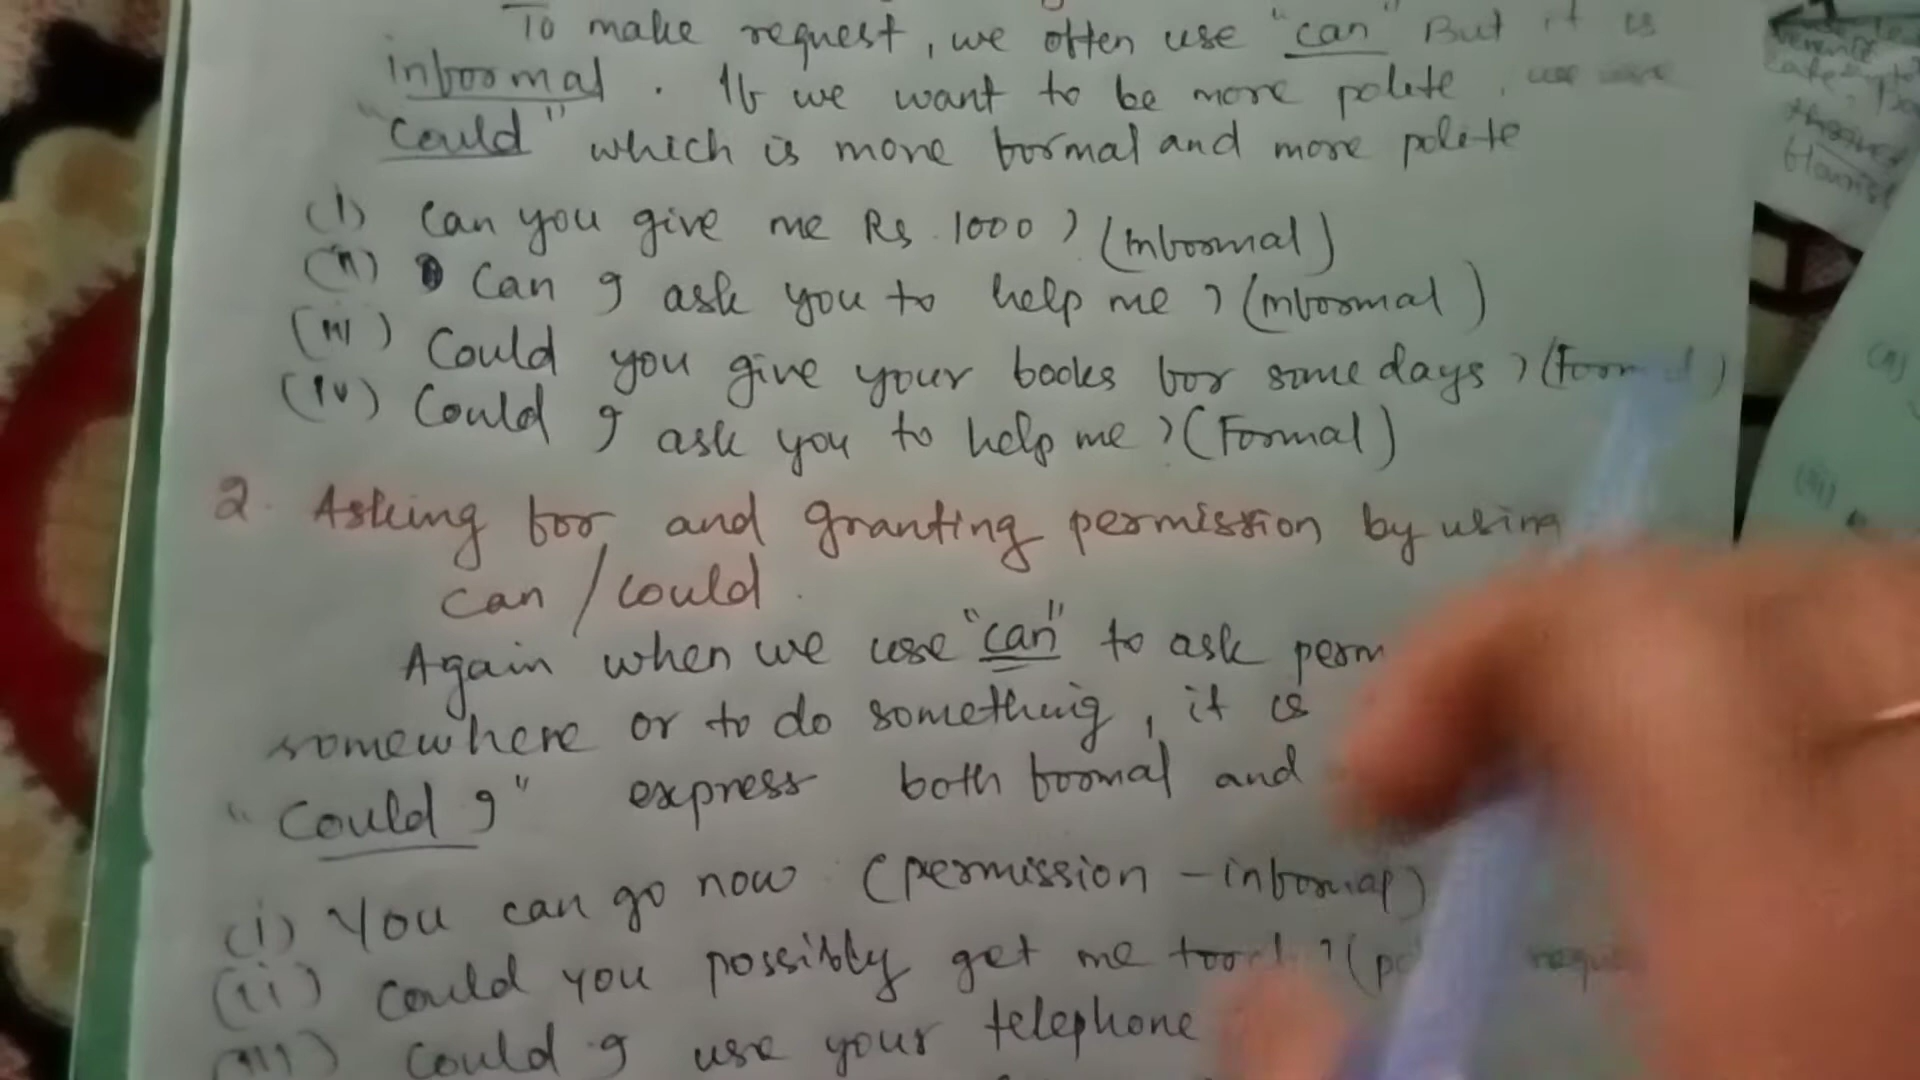 To make request, we often use "can" But it is
informal. If we want to be more polite, we use
"Could" which is more formal and more polite
(i) Can you give me Rs. 1000? (Informal)
(ii) Can I ask you to help me? (Informal)
(iii) Could you give your books for some days? (Formal)
(iv) Could I ask you to help me? (Formal)
2. Asking for and granting permission by using
can/could.
Again when we use "can" to ask
somewhere or to do something, it is
"Could I" express both formal and
(i) You can go now (permission - informal)
(ii) Could you possibly get me
(iii) Could I use your telephone